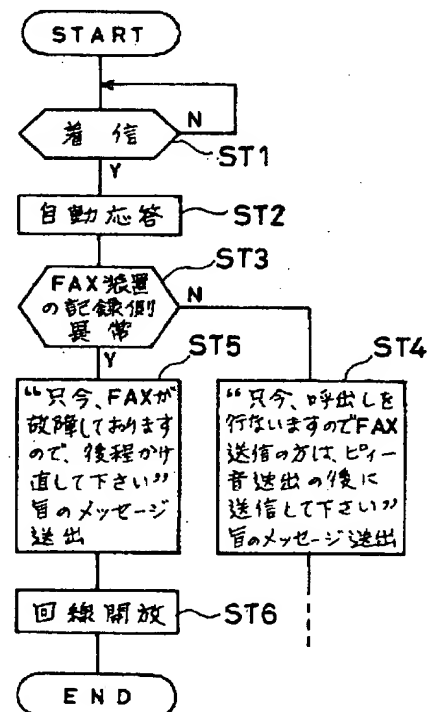 START
着信
N
ST1
Y
自動応答
ST2
ST3
FAX装置
の記録側
異常
N
Y
ST5
ST4
“只今、FAXが
故障しております
ので、後程かけ
直して下さい”
旨のメッセージ
送出
“只今、呼出しを
行ないますのでFAX
送信の方は、ピィー
音送出の後に
送信として下さい”
旨のメッセージ送出
回線開放
ST6
END